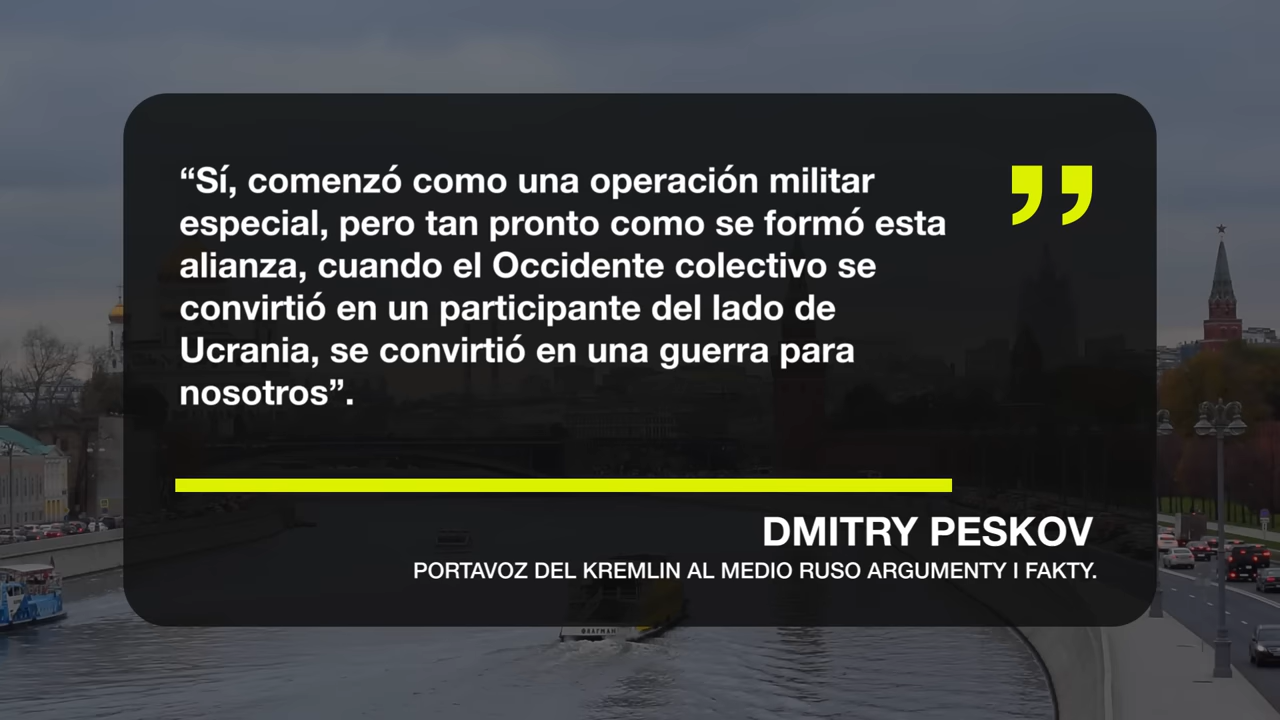 “Sí, comenzó como una operación militar
especial, pero tan pronto como se formó esta
alianza, cuando el Occidente colectivo se
convirtió en un participante del lado de
Ucrania, se convirtió en una guerra para
nosotros”.
”
DMITRY PESKOV
PORTAVOZ DEL KREMLIN AL MEDIO RUSO ARGUMENTY I FAKTY.
ФЛАГМАН